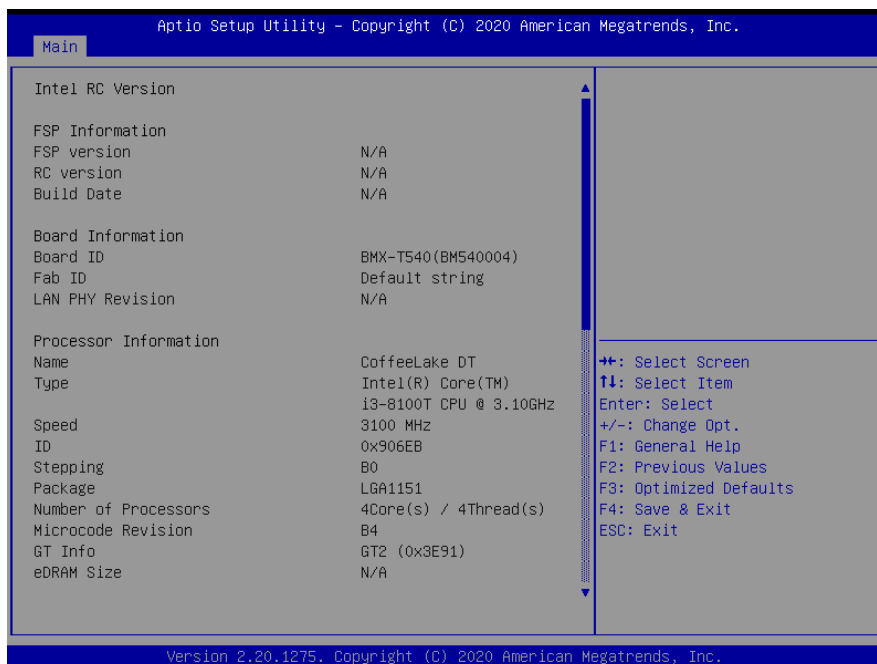 Aptio Setup Utility – Copyright (C) 2020 American Megatrends, Inc.
Main
Intel RC Version
FSP Information
FSP version N/A
RC version N/A
Build Date N/A
Board Information
Board ID BMX-T540(BM540004)
Fab ID Default string
LAN PHY Revision N/A
Processor Information
Name CoffeeLake DT
Type Intel(R) Core(TM)
i3-8100T CPU @ 3.10GHz
Speed 3100 MHz
ID 0x906EB
Stepping B0
Package LGA1151
Number of Processors 4Core(s) / 4Thread(s)
Microcode Revision B4
GT Info GT2 (0x3E91)
eDRAM Size N/A
→←: Select Screen
↑↓: Select Item
Enter: Select
+/-: Change Opt.
F1: General Help
F2: Previous Values
F3: Optimized Defaults
F4: Save & Exit
ESC: Exit
Version 2.20.1275. Copyright (C) 2020 American Megatrends, Inc.